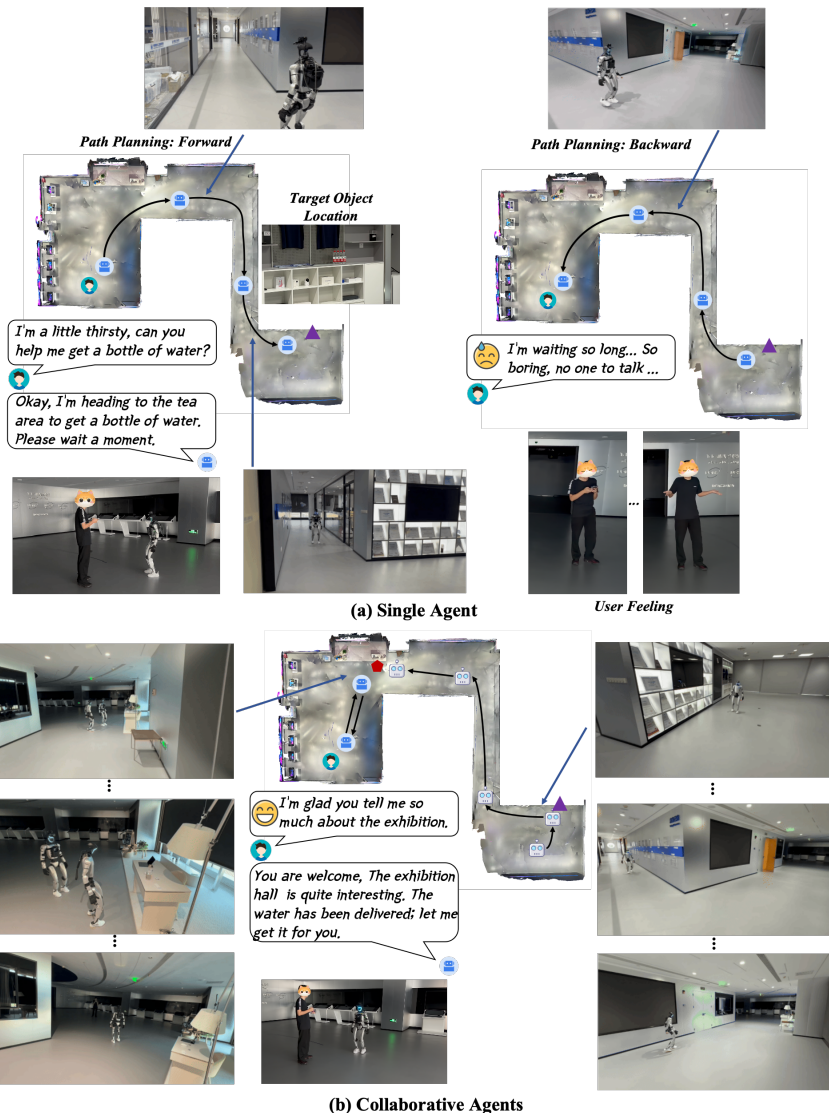 Path Planning: Forward
Path Planning: Backward
Target Object
Location
I'm a little thirsty, can you
help me get a bottle of water?
Okay, I'm heading to the tea
area to get a bottle of water.
Please wait a moment.
I'm waiting so long... So
boring, no one to talk ...
...
User Feeling
(a) Single Agent
I'm glad you tell me so
much about the exhibition.
You are welcome, The exhibition
hall is quite interesting. The
water has been delivered; let me
get it for you.
(b) Collaborative Agents